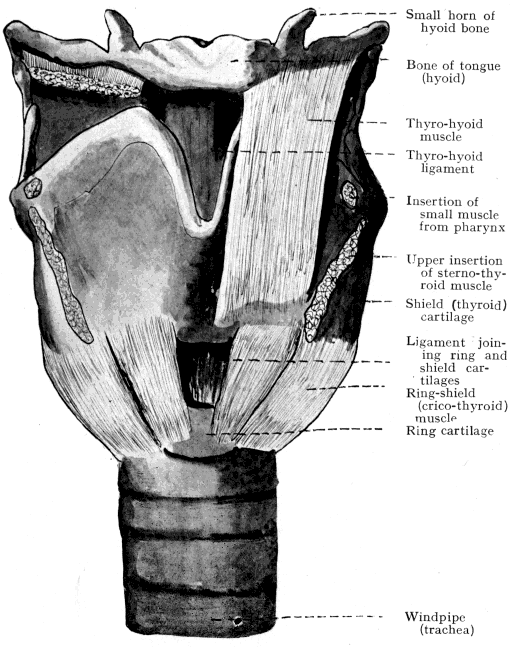 Small horn of
hyoid bone
Bone of tongue
(hyoid)
Thyro-hyoid
muscle
Thyro-hyoid
ligament
Insertion of
small muscle
from pharynx
Upper insertion
of sterno-thy-
roid muscle
Shield (thyroid)
cartilage
Ligament join-
ing ring and
shield car-
tilages
Ring-shield
(crico-thyroid)
muscle
Ring cartilage
Windpipe
(trachea)